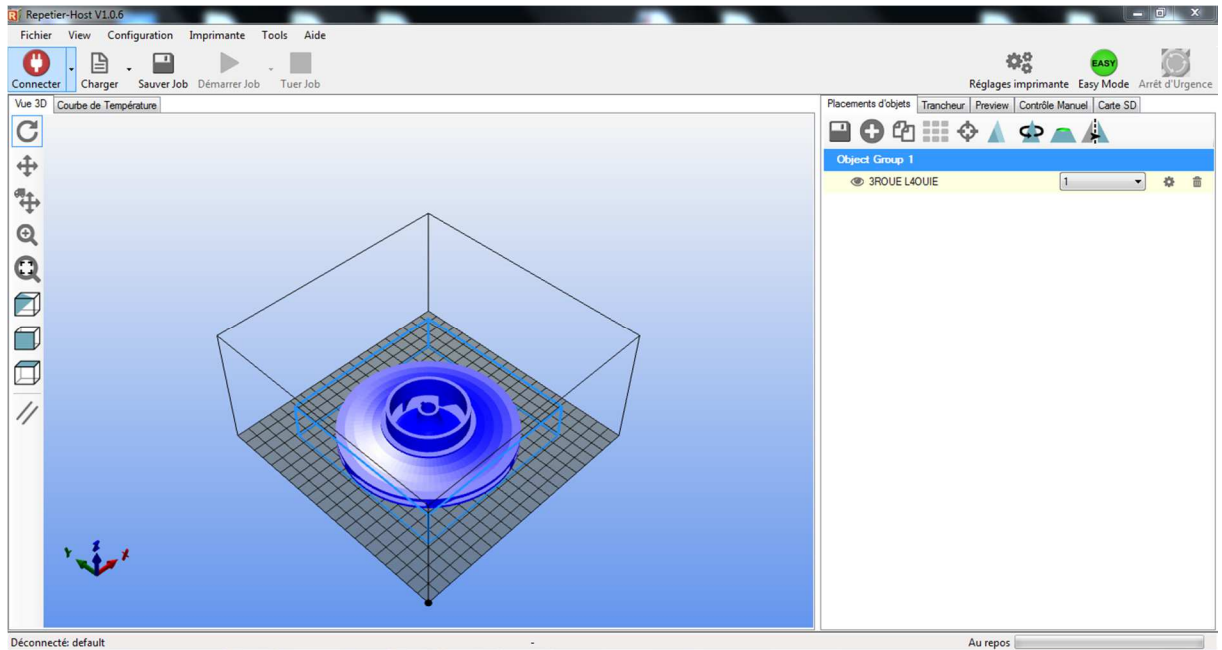 Repetier-Host V1.0.6
Fichier View Configuration Imprimante Tools Aide
Connecter Charger Sauver Job Démarrer Job Tuer Job Réglages imprimante Easy Mode Arrêt d'Urgence
EASY
Vue 3D Courbe de Température Placements d'objets Trancheur Preview Contrôle Manuel Carte SD
Object Group 1
3ROUE L4OUIE 1
Y Z X
Déconnecté: default - Au repos